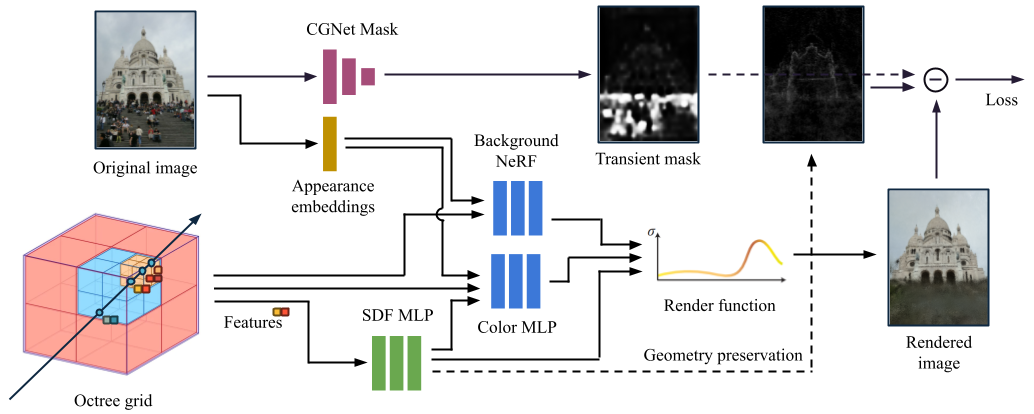 CGNet Mask
Original image
Appearance
embeddings
Background
NeRF
Transient mask
Loss
σ
Features
SDF MLP
Color MLP
Render function
Geometry preservation
Rendered
image
Octree grid